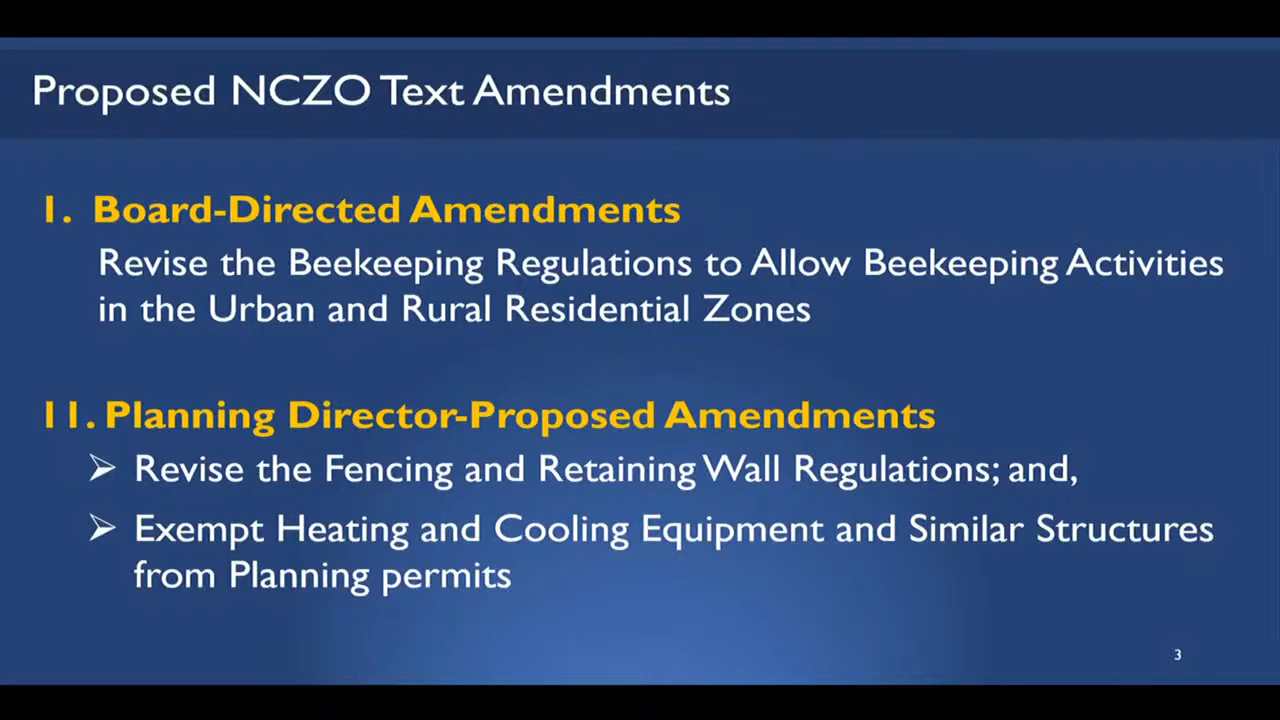 Proposed NCZO Text Amendments
1. Board-Directed Amendments
Revise the Beekeeping Regulations to Allow Beekeeping Activities
in the Urban and Rural Residential Zones
11. Planning Director-Proposed Amendments
➢ Revise the Fencing and Retaining Wall Regulations; and,
➢ Exempt Heating and Cooling Equipment and Similar Structures
from Planning permits
3